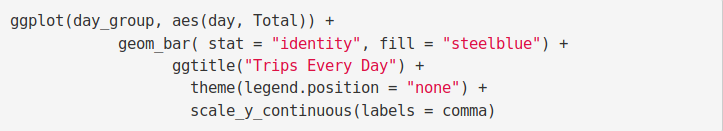 ggplot(day_group, aes(day, Total)) +
geom_bar( stat = "identity", fill = "steelblue") +
ggtitle("Trips Every Day") +
theme(legend.position = "none") +
scale_y_continuous(labels = comma)